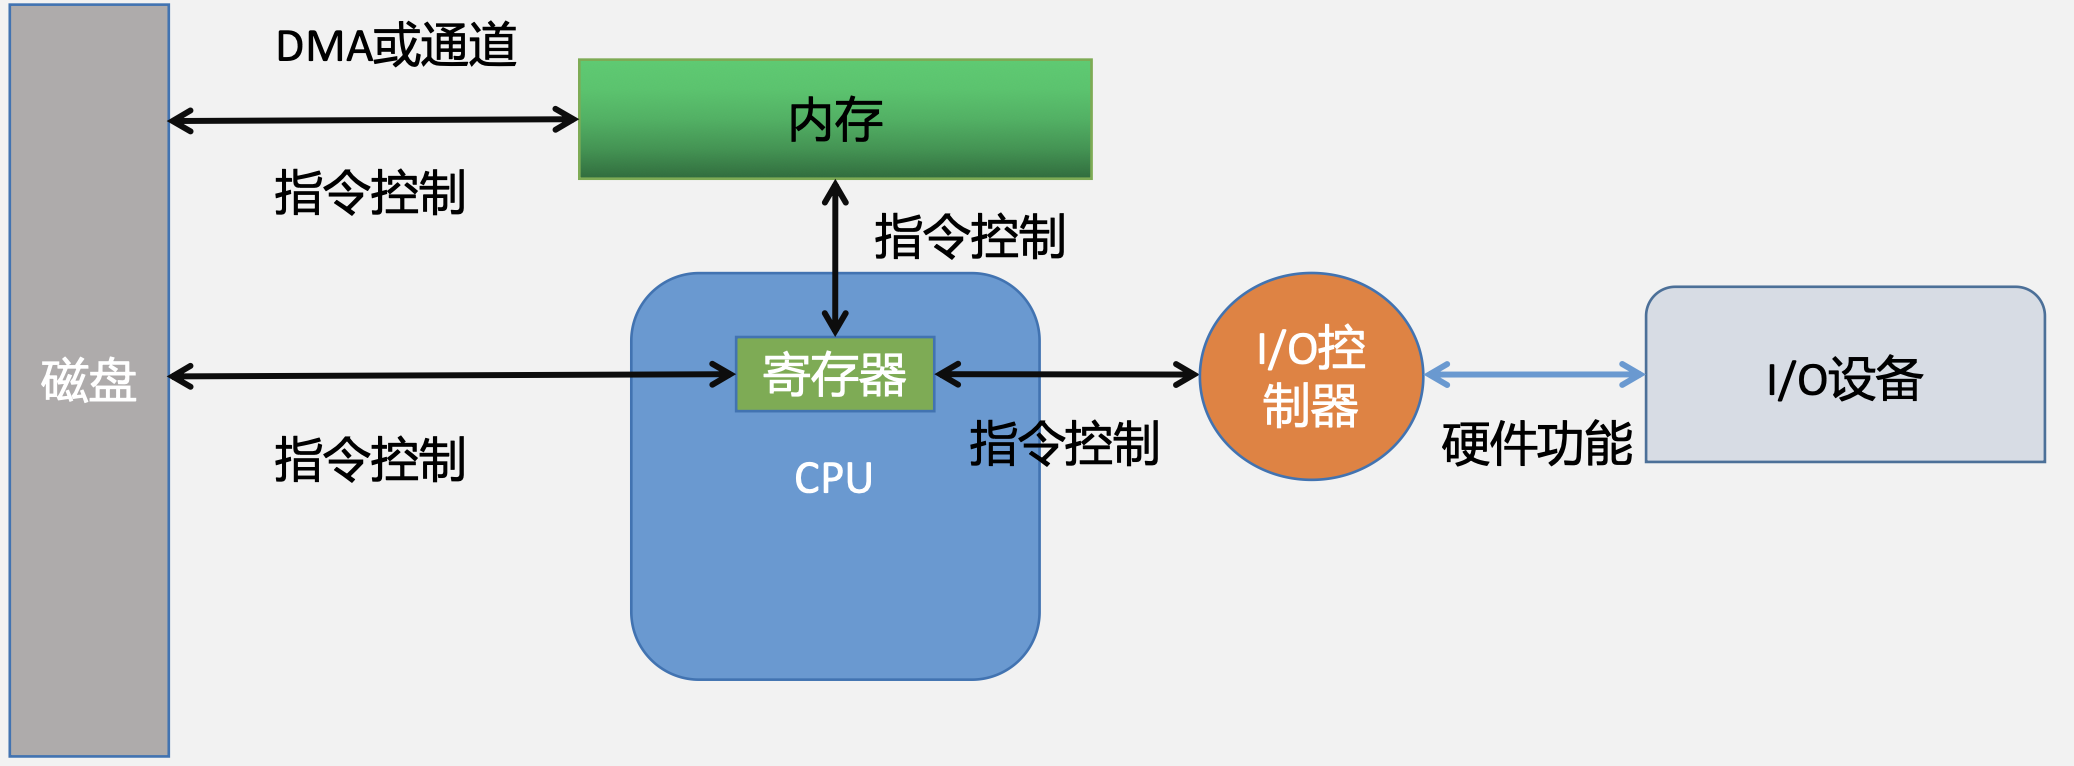 DMA或通道
内存
指令控制
指令控制
磁盘
寄存器
I/O控
制器
I/O设备
指令控制
指令控制
硬件功能
CPU